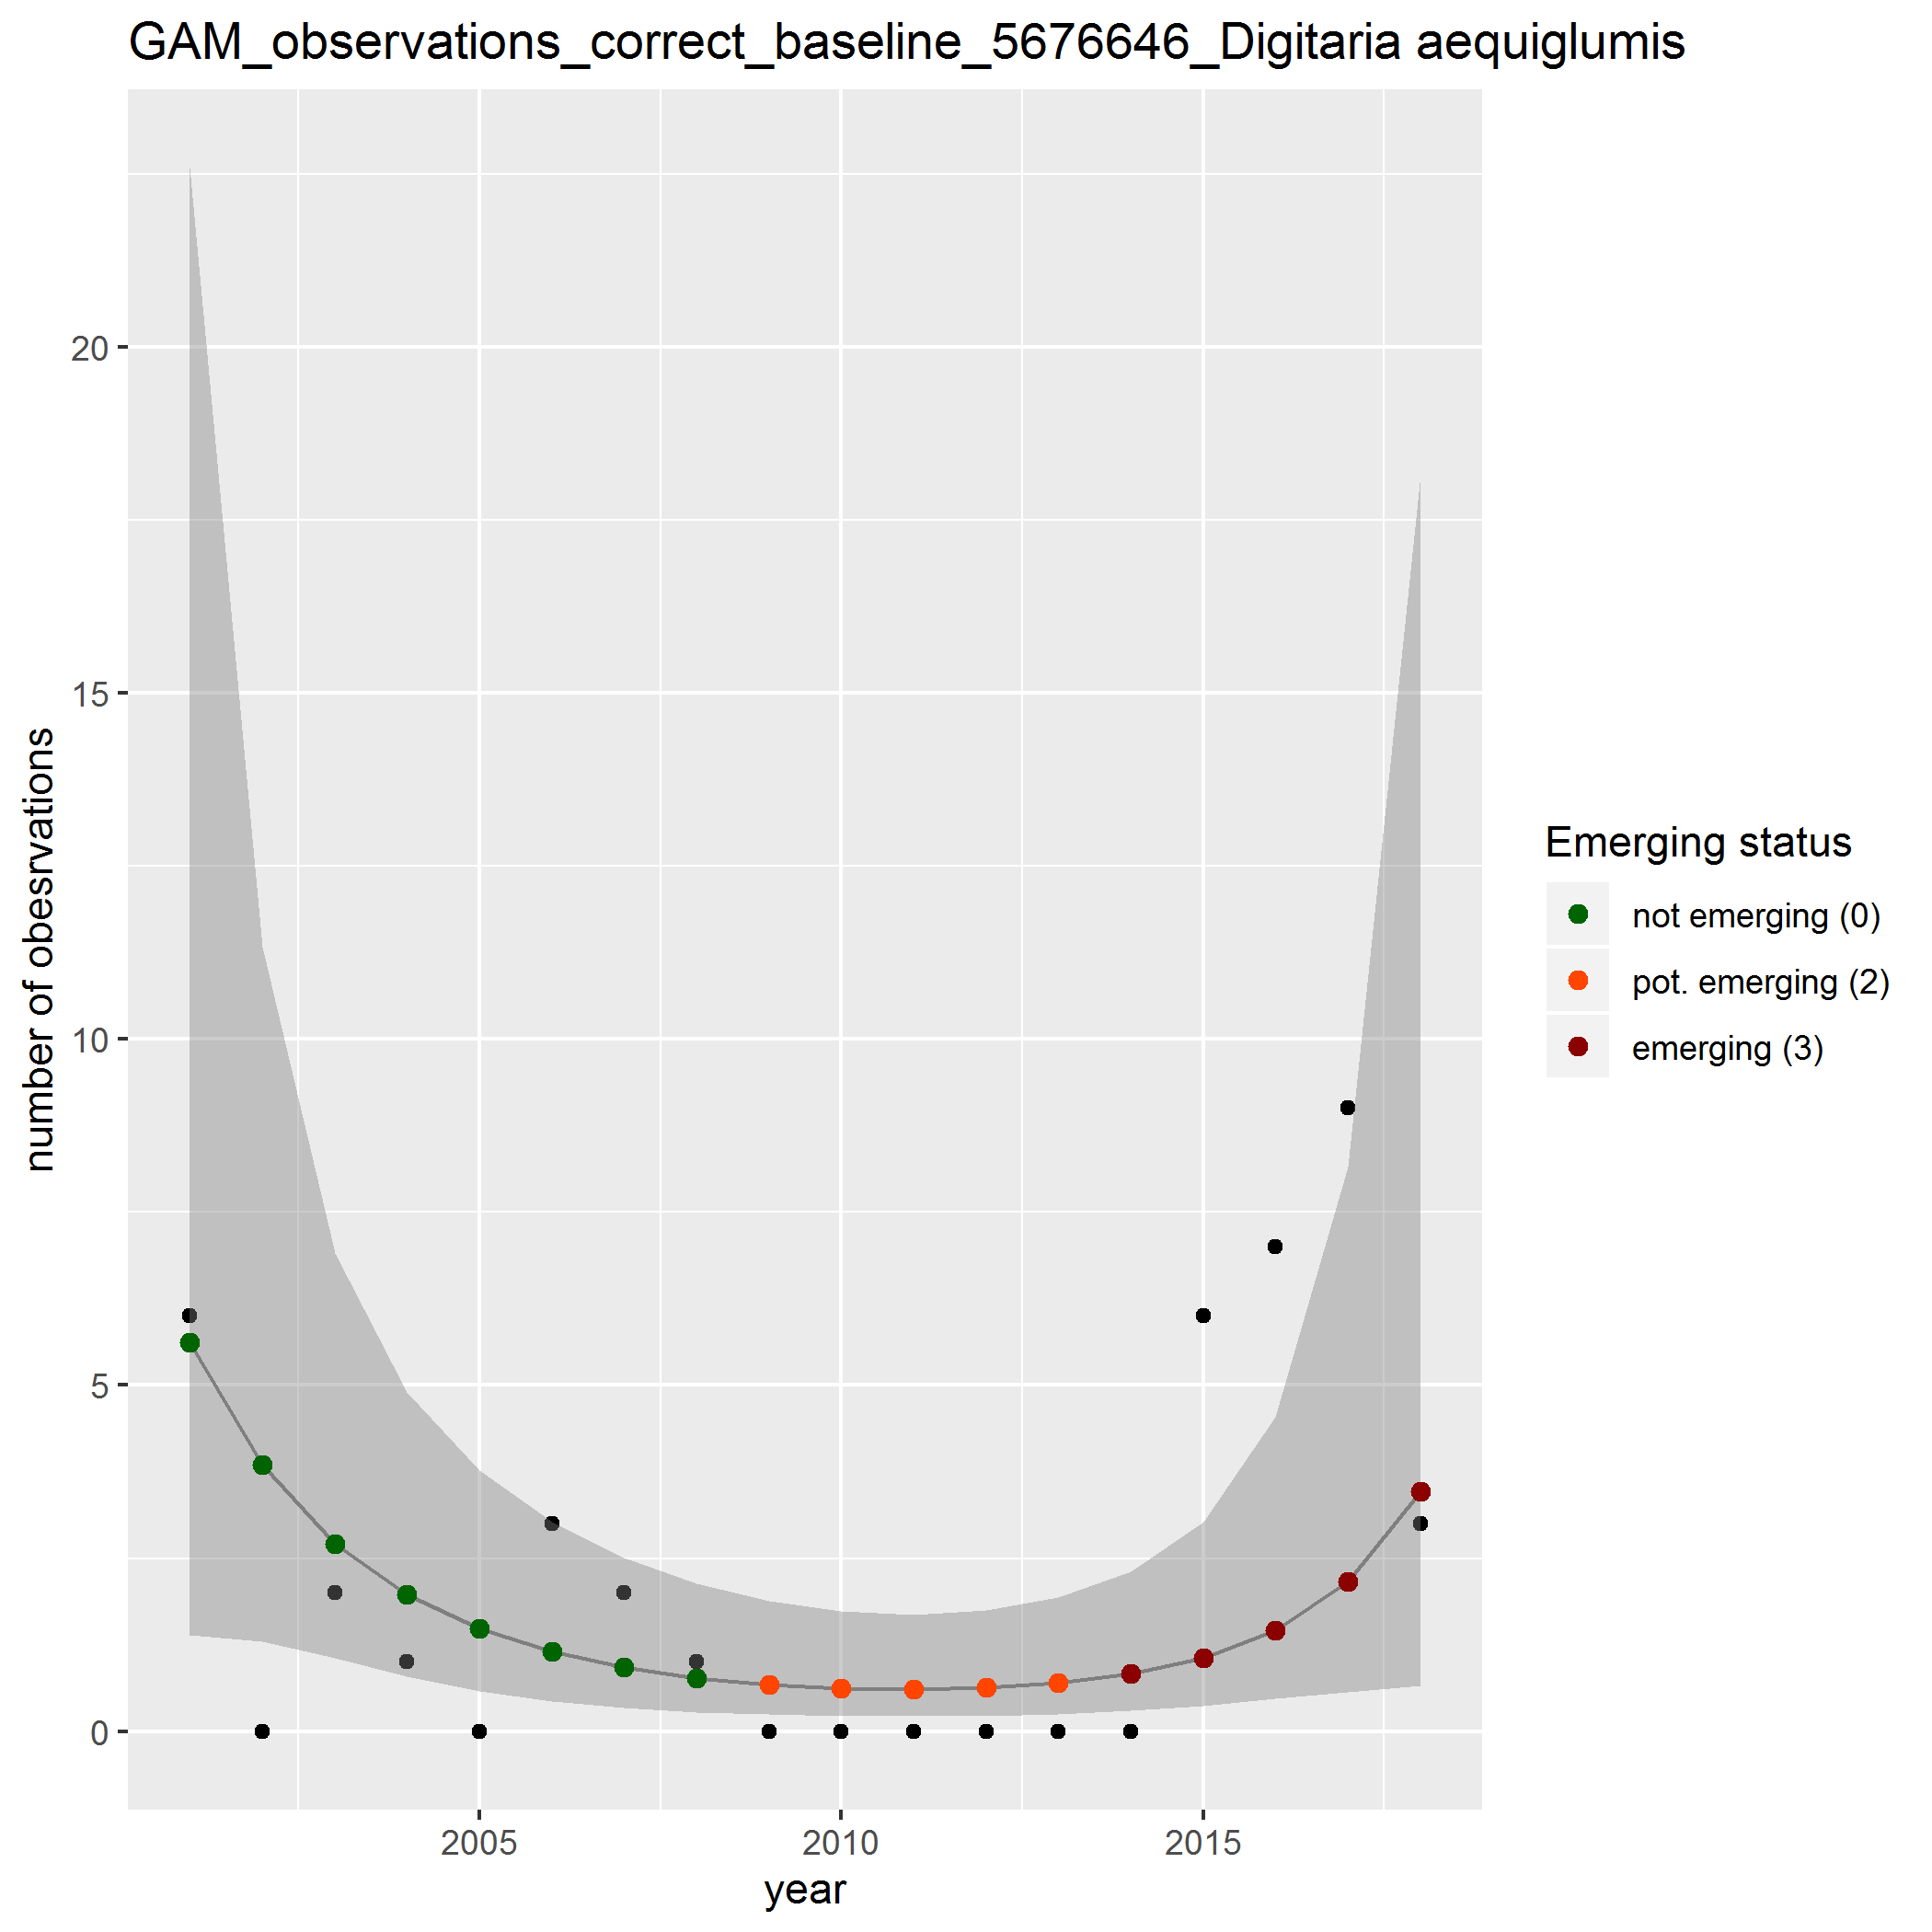 GAM_observations_correct_baseline_5676646_Digitaria aequiglumis
number of obesrvations
20
15
10
5
0
2005
2010
2015
year
Emerging status
not emerging (0)
pot. emerging (2)
emerging (3)